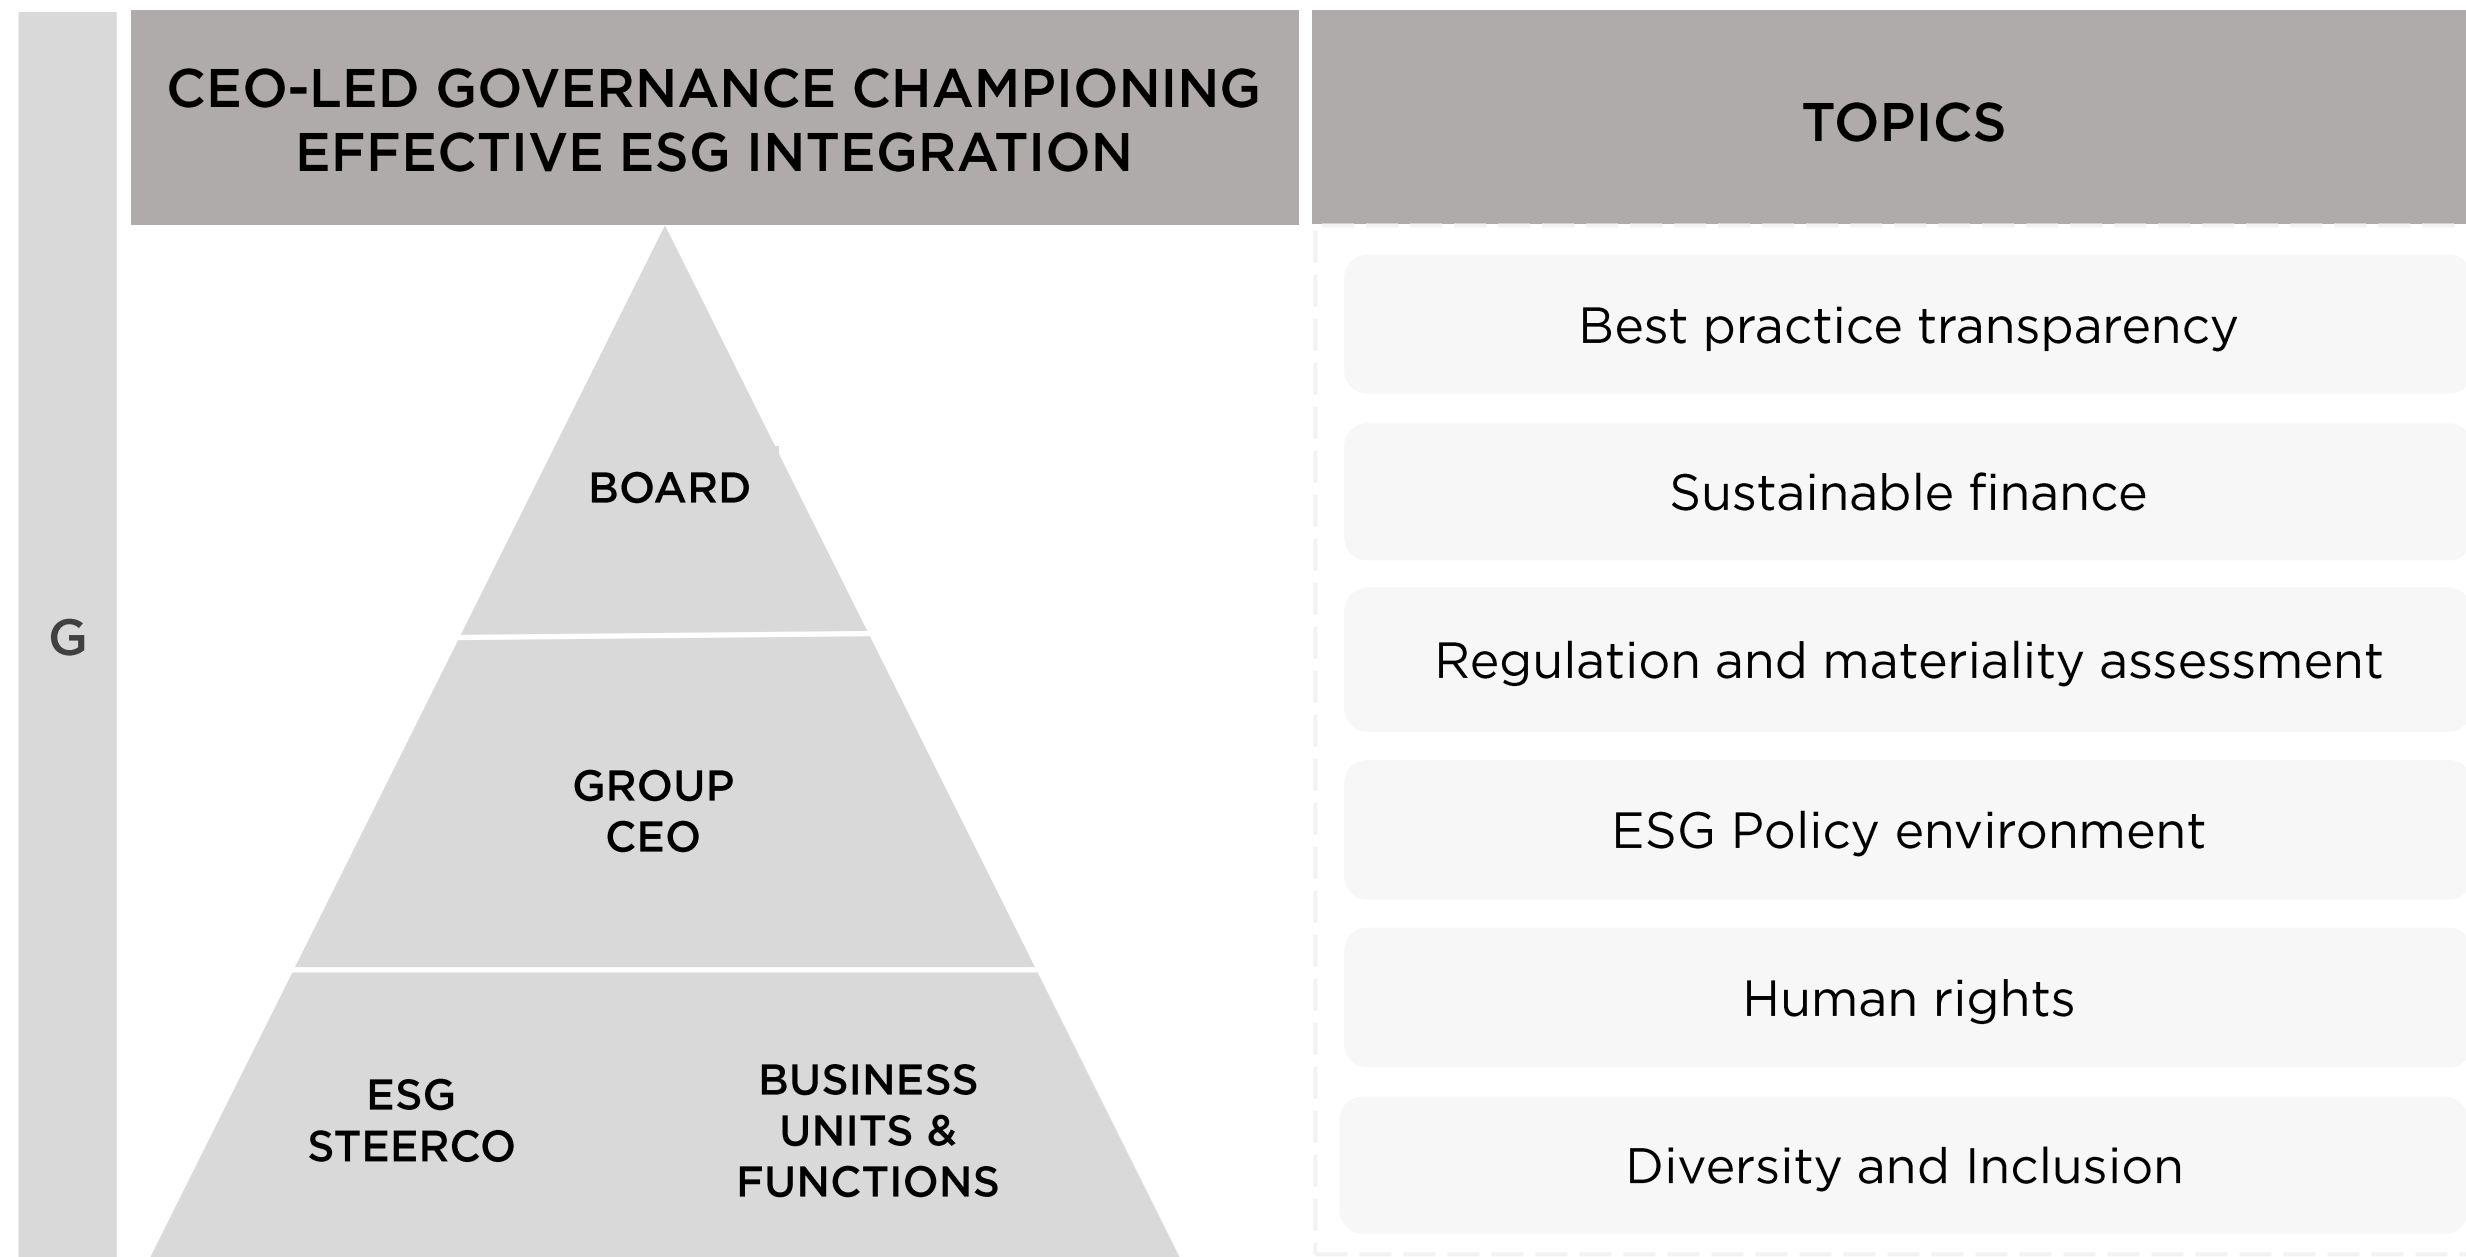 G
CEO-LED GOVERNANCE CHAMPIONING
EFFECTIVE ESG INTEGRATION
BOARD
GROUP
CEO
ESG
STEERCO
BUSINESS
UNITS &
FUNCTIONS
TOPICS
Best practice transparency
Sustainable finance
Regulation and materiality assessment
ESG Policy environment
Human rights
Diversity and Inclusion